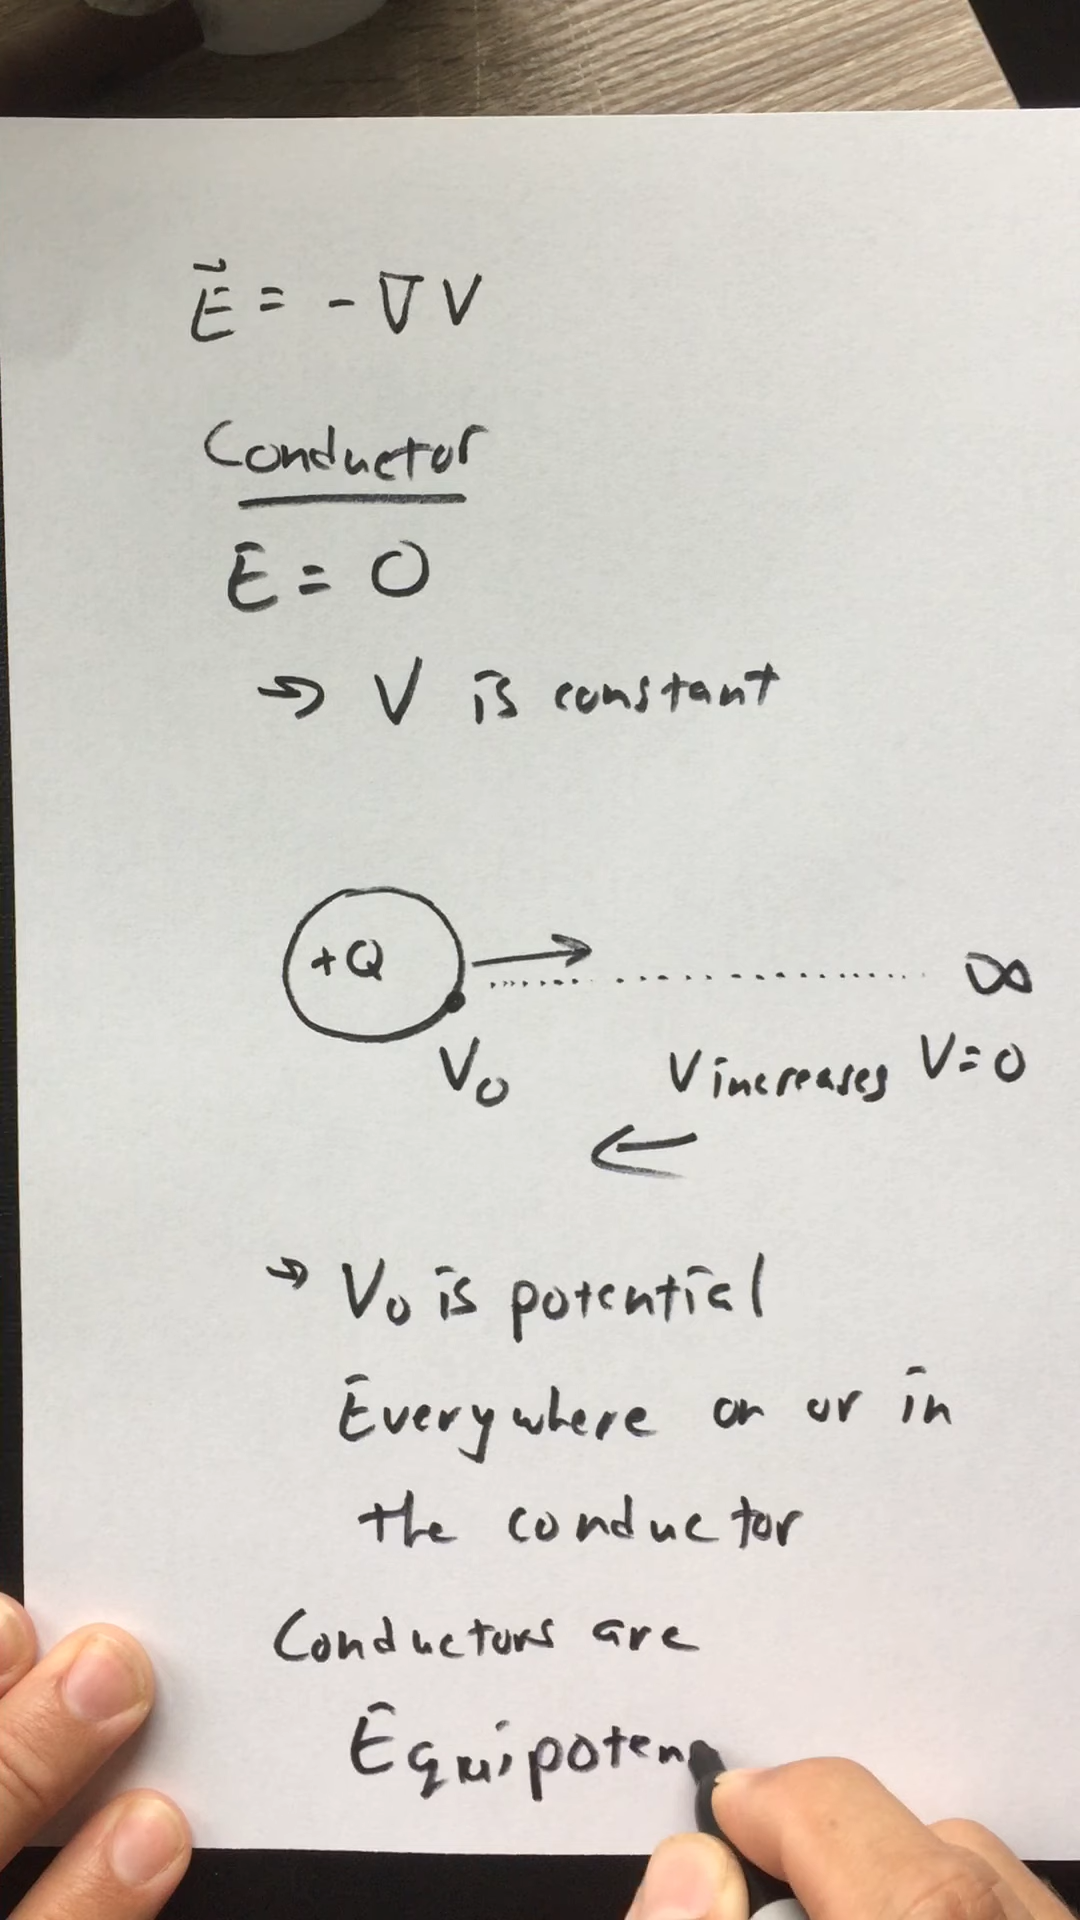 E⃗ = -∇V
Conductor
E = 0
→ V is constant
+Q
∞
V₀
V increases
V=0
→ V₀ is potential
Everywhere on or in
the conductor
Conductors are
Equipoten